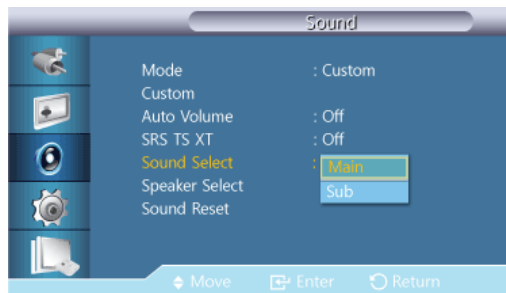 Sound
Mode : Custom
Custom
Auto Volume : Off
SRS TS XT : Off
Sound Select : Main
Speaker Select Sub
Sound Reset
Move Enter Return